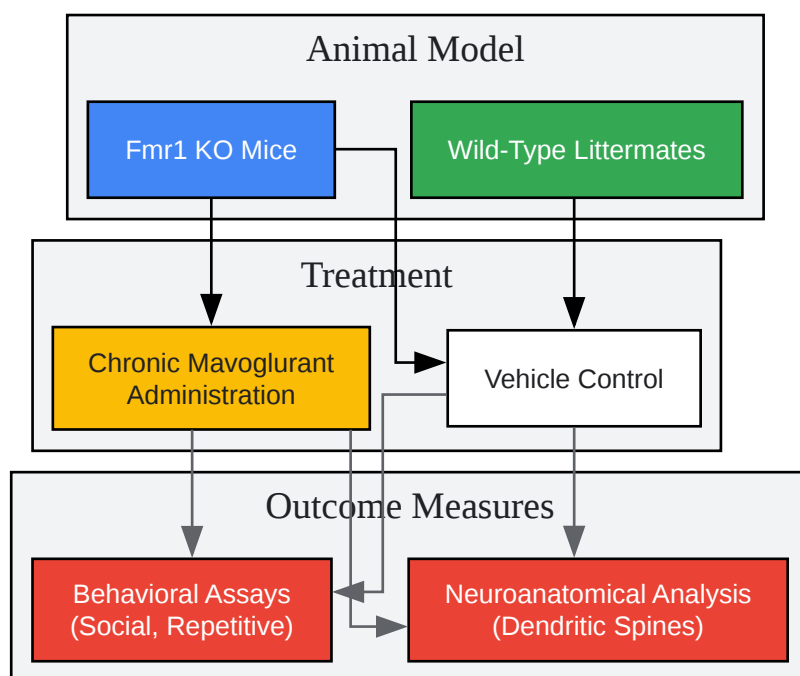 Animal Model
Fmr1 KO Mice
Wild-Type Littermates
Treatment
Chronic Mavoglurant
Administration
Vehicle Control
Outcome Measures
Behavioral Assays
(Social, Repetitive)
Neuroanatomical Analysis
(Dendritic Spines)